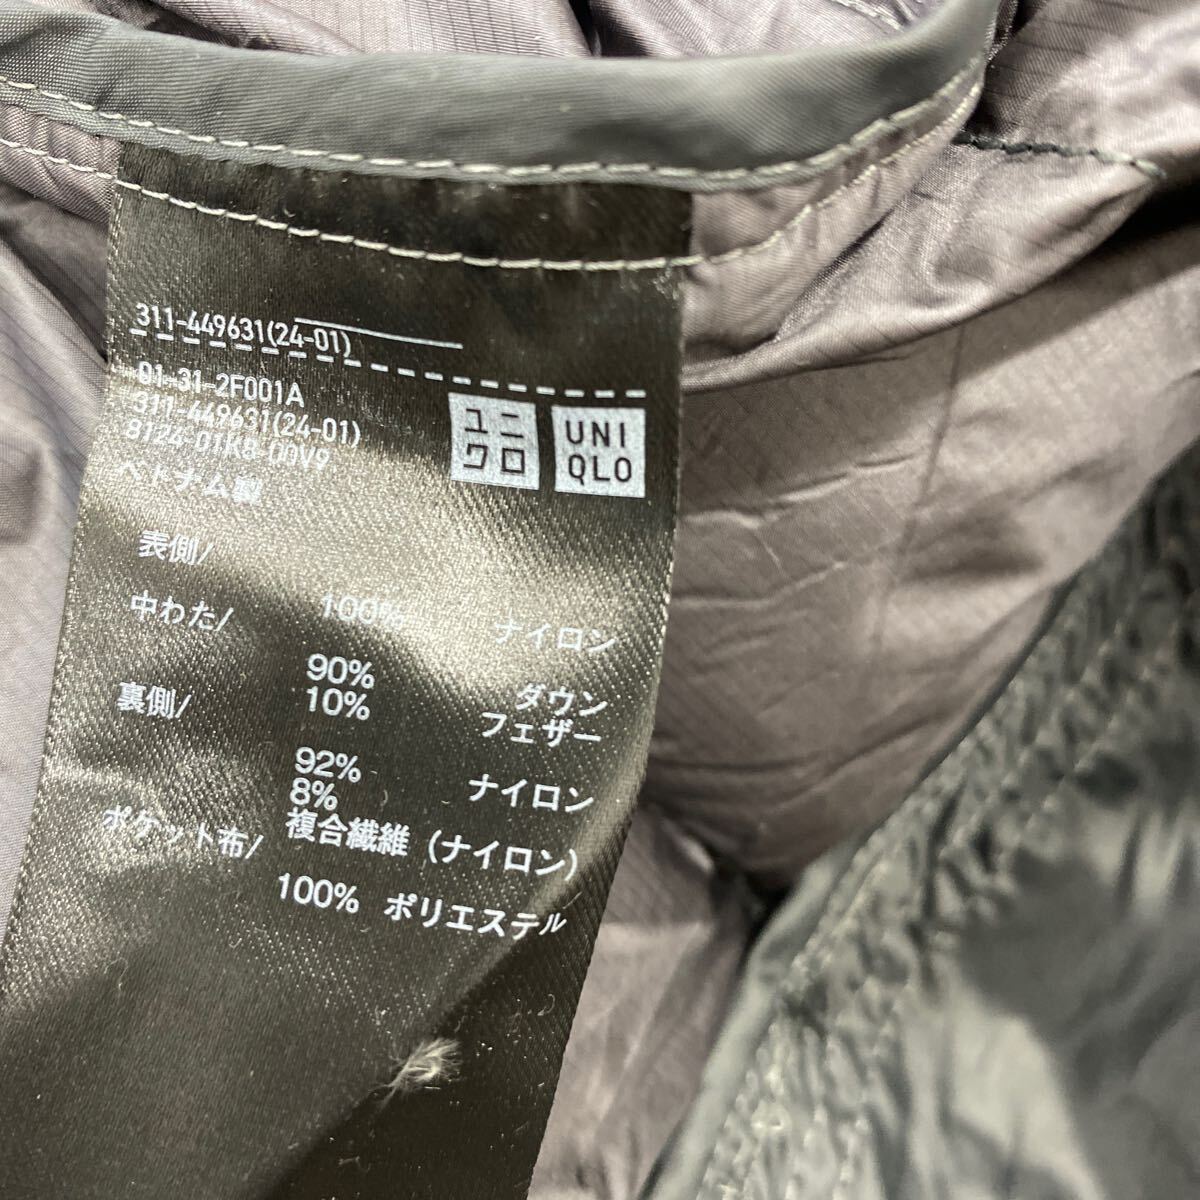 311-449631(24-01)
01-31-2F001A
311-449631(24-01)
8124-01K8-00V9
ベトナム製
ユニ
クロ
UNI
QLO
表側/
100% ナイロン
中わた/
90% ダウン
10% フェザー
裏側/
92% ナイロン
8%
複合繊維 (ナイロン)
ポケット布/
100% ポリエステル